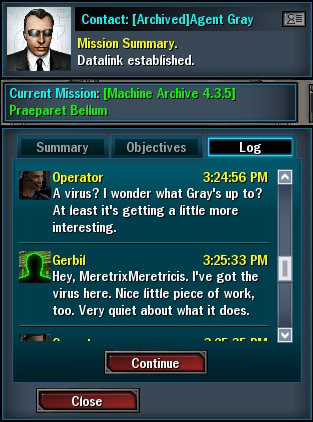 Contact: [Archived]Agent Gray
Mission Summary.
Datalink established.
Current Mission: [Machine Archive 4.3.5]
Praeparet Bellum
Summary
Objectives
Log
Operator 3:24:56 PM
A virus? I wonder what Gray's up to?
At least it's getting a little more
interesting.
Gerbil 3:25:33 PM
Hey, MeretrixMeretricis. I've got the
virus here. Nice little piece of work,
too. Very quiet about what it does.
Continue
Close